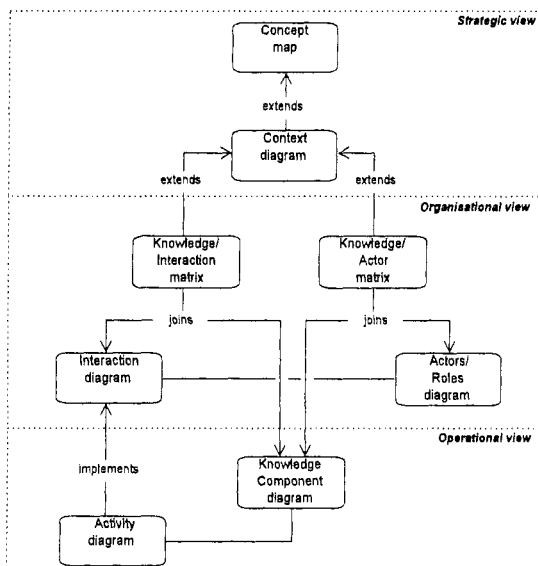 Strategic view
Concept
map
extends
Context
diagram
extends
extends
Organisational view
Knowledge/
Interaction
matrix
Knowledge/
Actor
matrix
joins
joins
Interaction
diagram
Actors/
Roles
diagram
Operational view
implements
Knowledge
Component
diagram
Activity
diagram